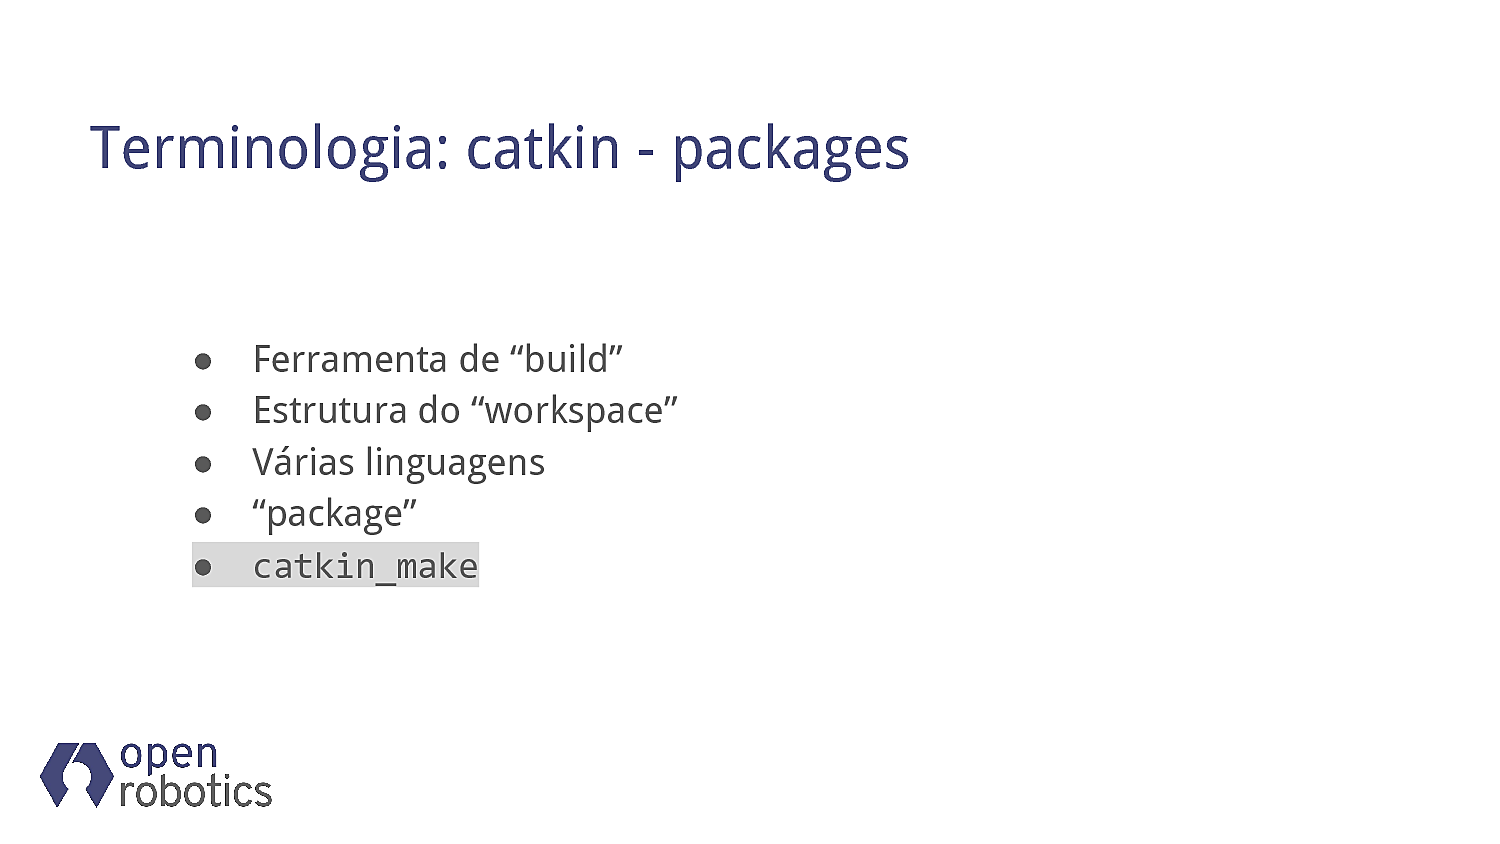 Terminologia: catkin - packages
● Ferramenta de “build”
● Estrutura do “workspace”
● Várias linguagens
● “package”
● catkin_make
open
robotics